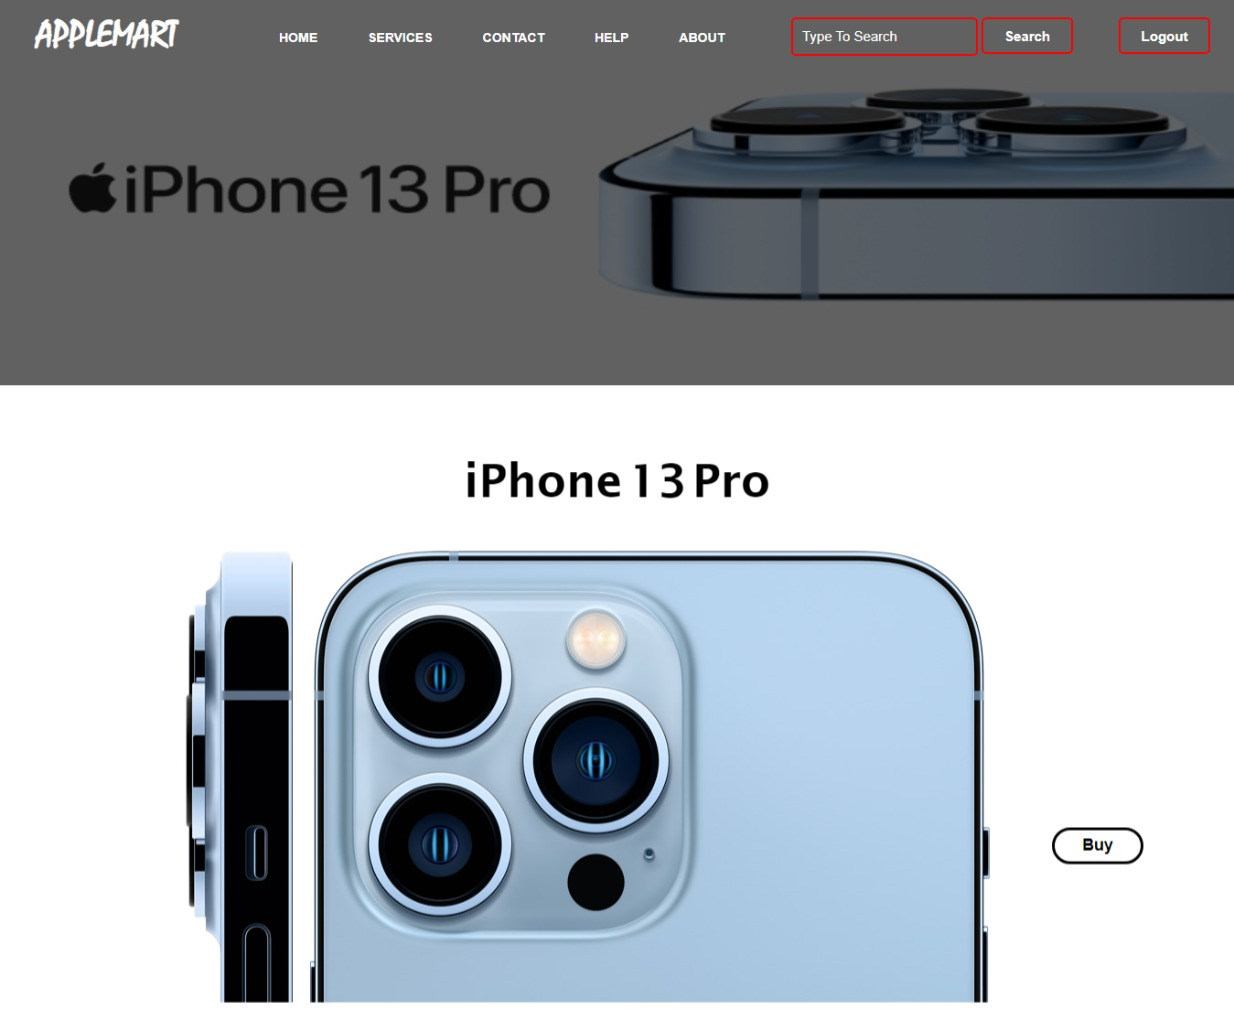 APPLEMART HOME SERVICES CONTACT HELP ABOUT Type To Search Search Logout
iPhone 13 Pro
iPhone 13 Pro
Buy